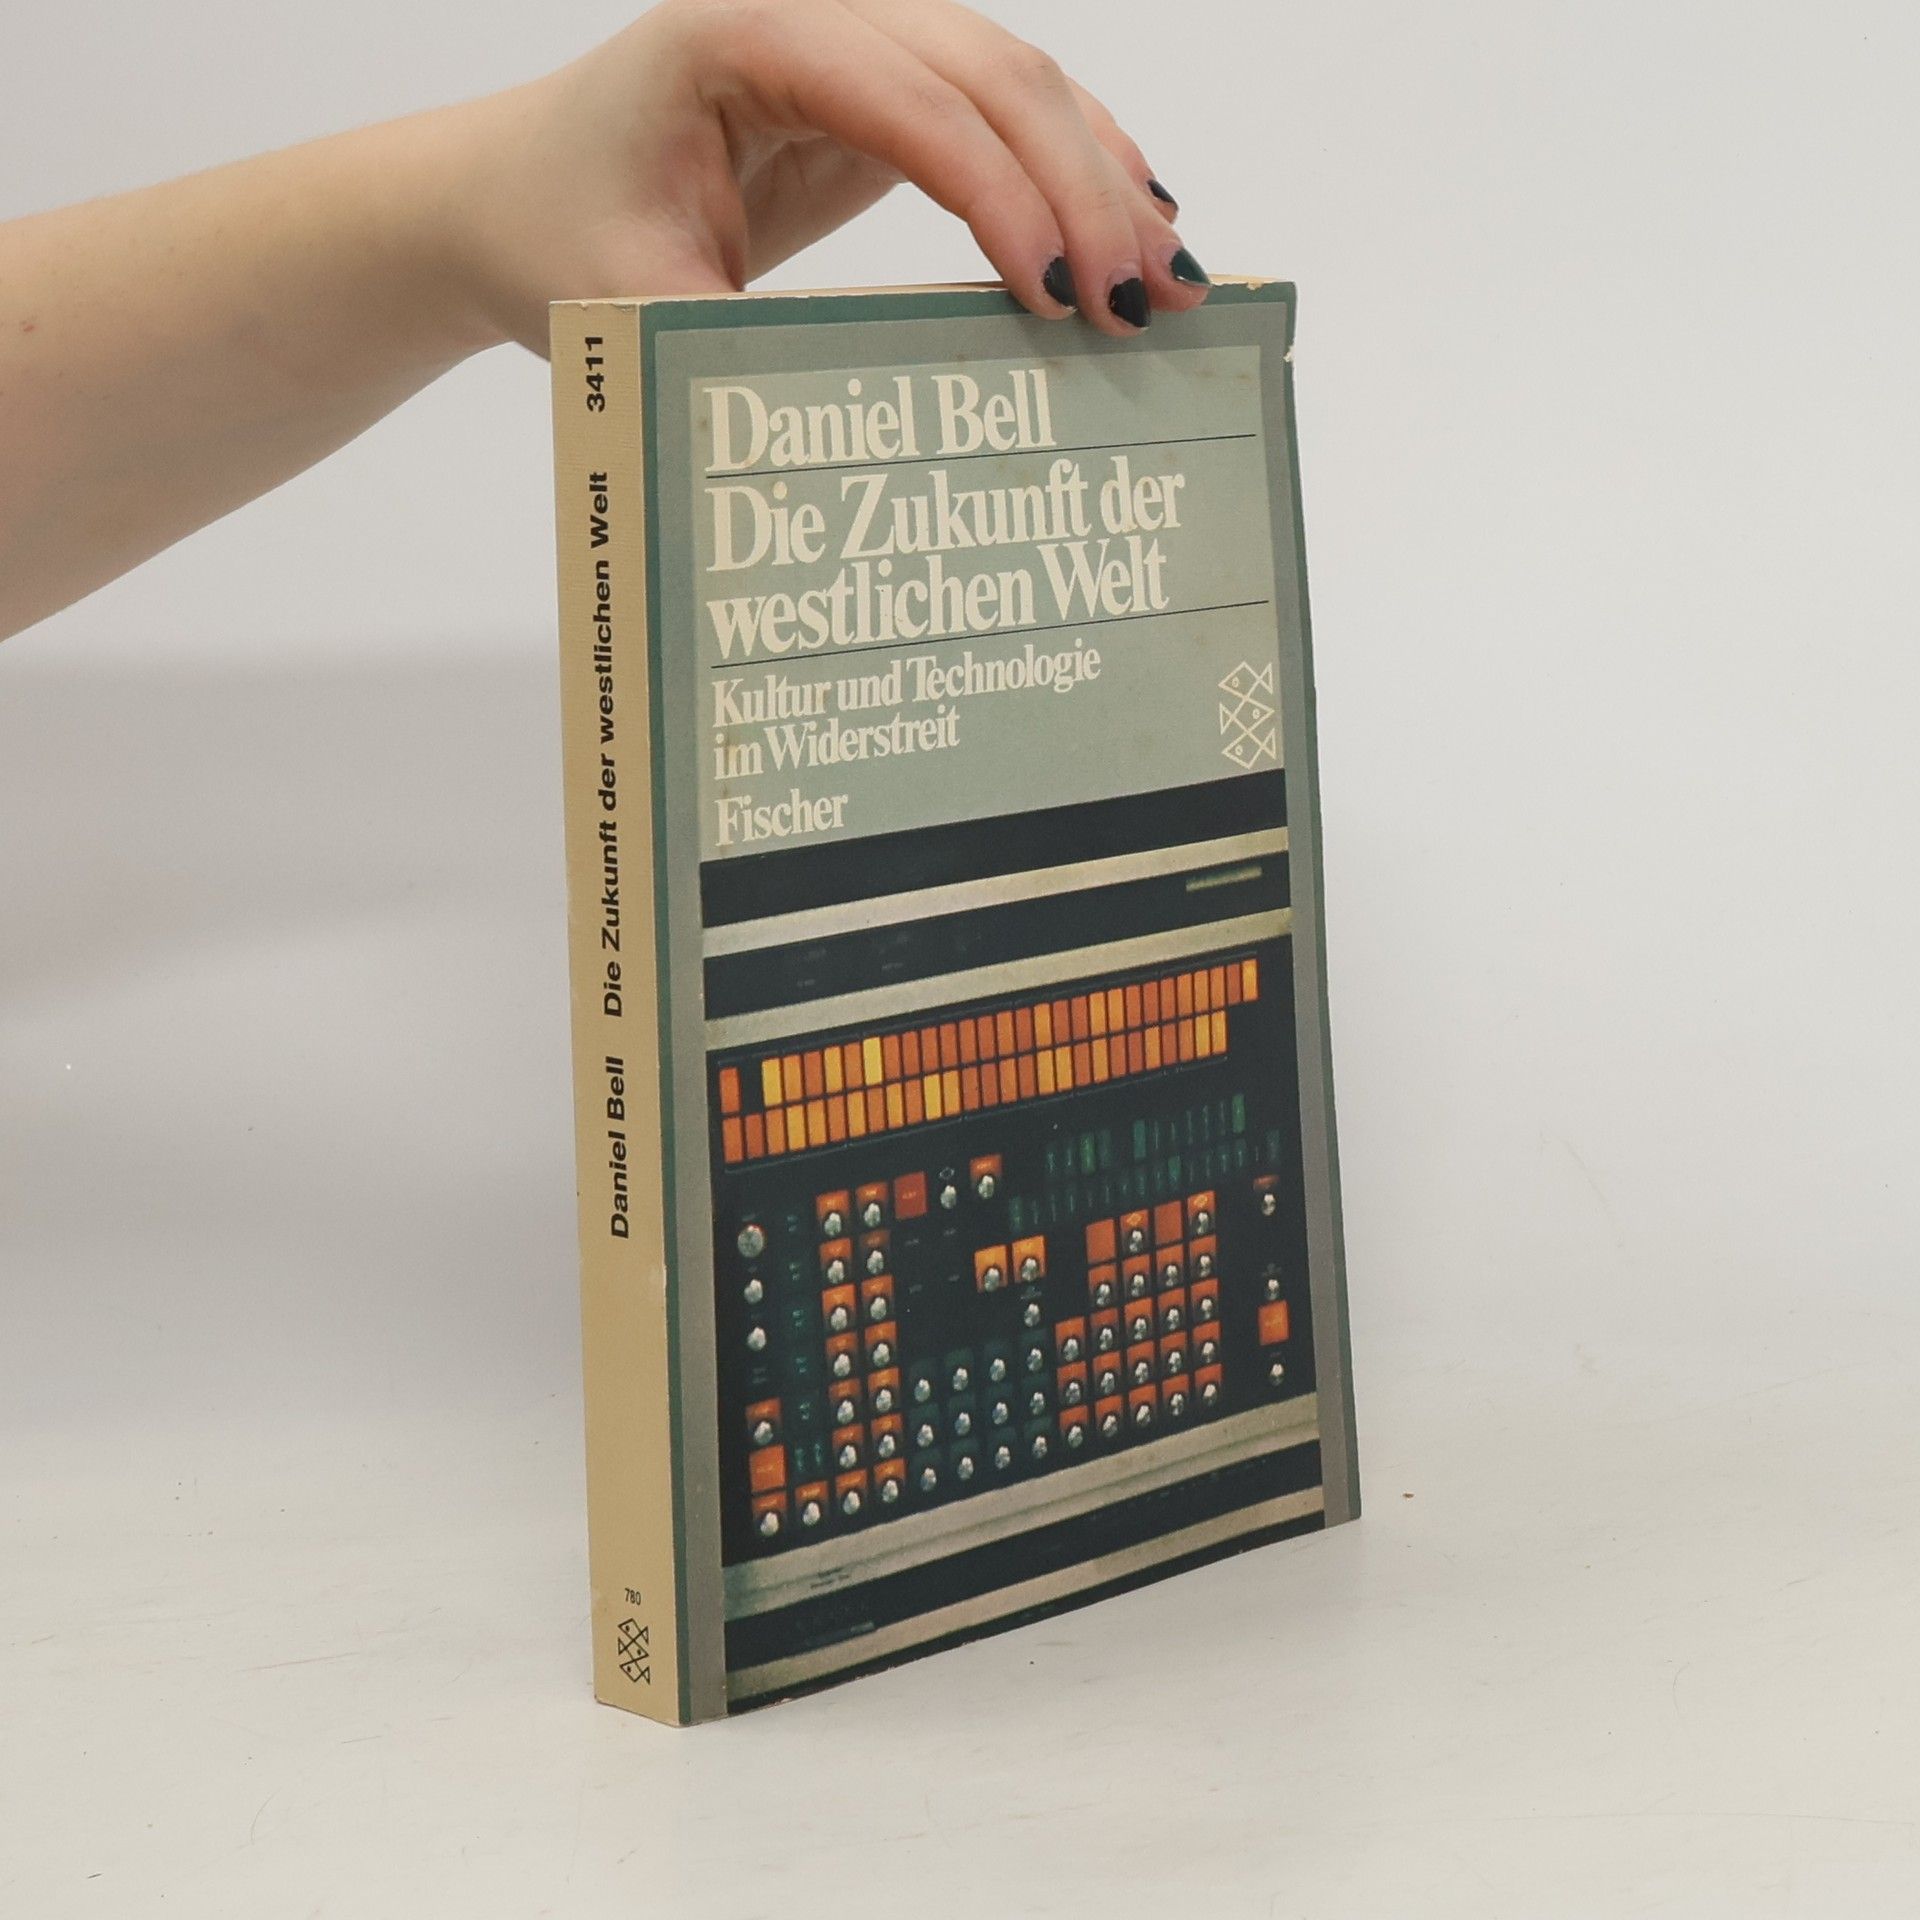 Daniel Bell
Die Zukunft der
westlichen Welt
Kultur und Technologie
im Widerstreit
Fischer
Daniel Bell Die Zukunft der westlichen Welt 3411
780